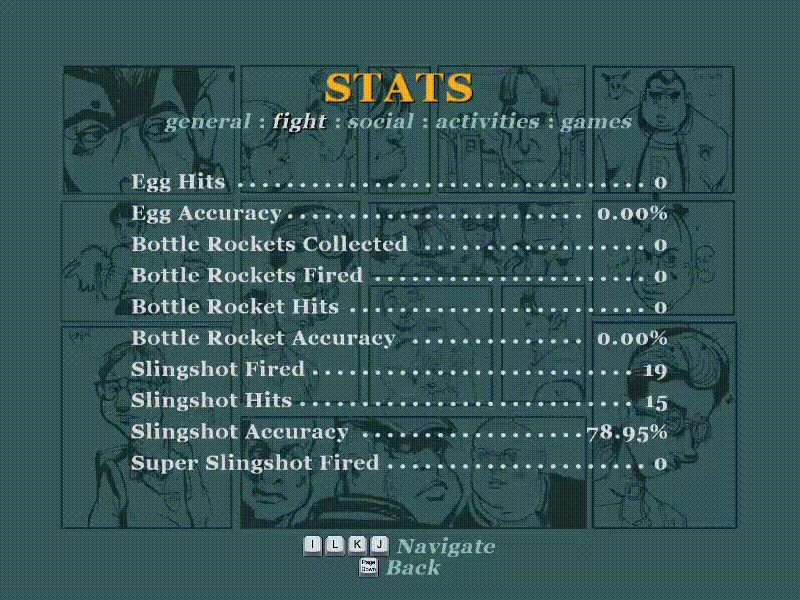 STATS
general : fight : social : activities : games
Egg Hits ........................................ 0
Egg Accuracy ............................. 0.00%
Bottle Rockets Collected .................. 0
Bottle Rockets Fired ...................... 0
Bottle Rocket Hits ........................ 0
Bottle Rocket Accuracy ................ 0.00%
Slingshot Fired ........................... 19
Slingshot Hits ............................ 15
Slingshot Accuracy ................... 78.95%
Super Slingshot Fired ..................... 0
I L K J Navigate
Page Down Back